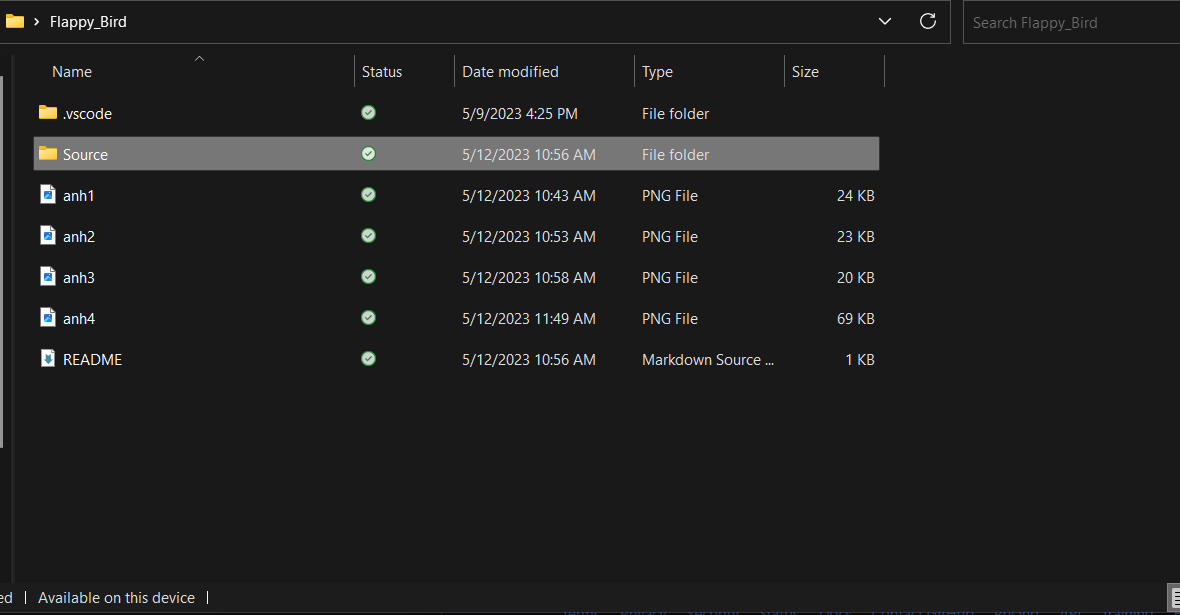 Flappy_Bird
Search Flappy_Bird
Name Status Date modified Type Size
.vscode 5/9/2023 4:25 PM File folder
Source 5/12/2023 10:56 AM File folder
anh1 5/12/2023 10:43 AM PNG File 24 KB
anh2 5/12/2023 10:53 AM PNG File 23 KB
anh3 5/12/2023 10:58 AM PNG File 20 KB
anh4 5/12/2023 11:49 AM PNG File 69 KB
README 5/12/2023 10:56 AM Markdown Source ... 1 KB
ed Available on this device